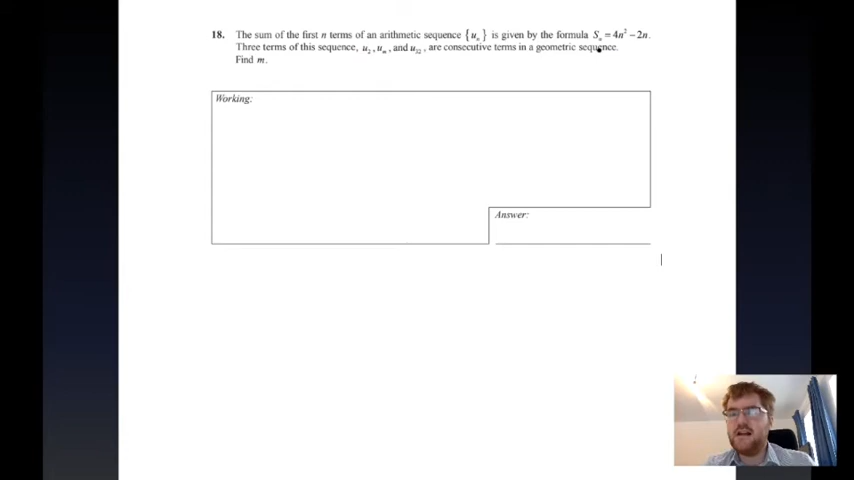 18. The sum of the first n terms of an arithmetic sequence {uₙ} is given by the formula Sₙ = 4n² − 2n.
Three terms of this sequence, u₂, uₘ, and u₃₂, are consecutive terms in a geometric sequence.
Find m.
Working:
Answer: